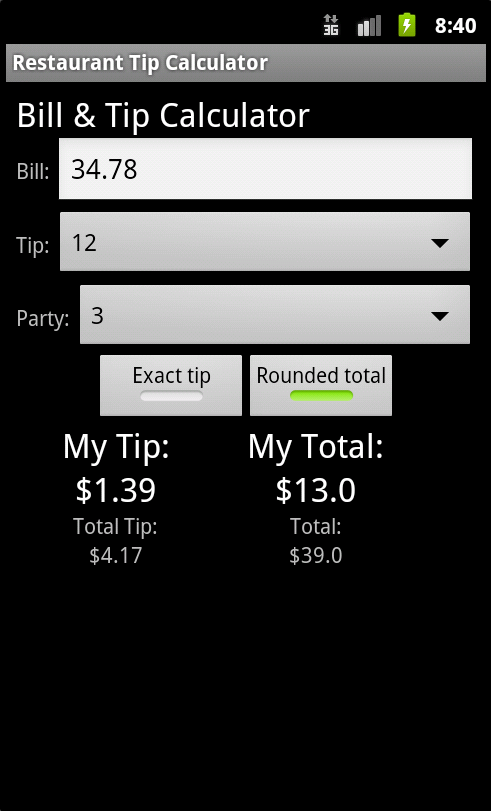 3G 8:40
Restaurant Tip Calculator
Bill & Tip Calculator
Bill: 34.78
Tip: 12
Party: 3
Exact tip Rounded total
My Tip: My Total:
$1.39 $13.0
Total Tip: Total:
$4.17 $39.0